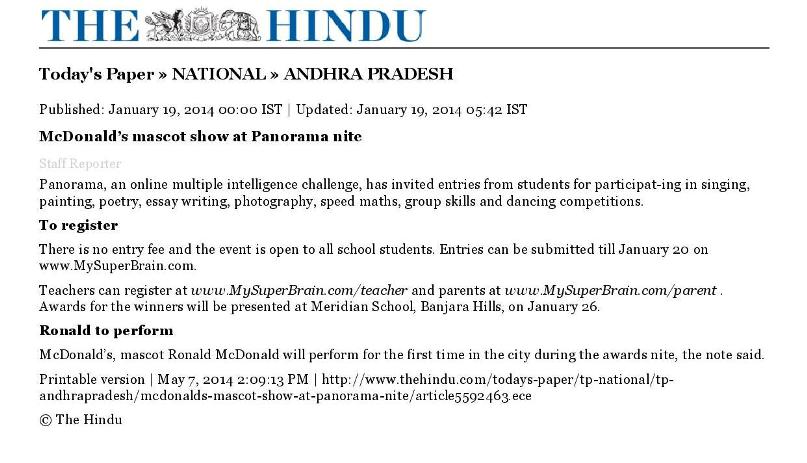 THE HINDU
Today's Paper » NATIONAL » ANDHRA PRADESH
Published: January 19, 2014 00:00 IST | Updated: January 19, 2014 05:42 IST
McDonald's mascot show at Panorama nite
Staff Reporter
Panorama, an online multiple intelligence challenge, has invited entries from students for participat-ing in singing,
painting, poetry, essay writing, photography, speed maths, group skills and dancing competitions.
To register
There is no entry fee and the event is open to all school students. Entries can be submitted till January 20 on
www.MySuperBrain.com.
Teachers can register at www.MySuperBrain.com/teacher and parents at www.MySuperBrain.com/parent .
Awards for the winners will be presented at Meridian School, Banjara Hills, on January 26.
Ronald to perform
McDonald's, mascot Ronald McDonald will perform for the first time in the city during the awards nite, the note said.
Printable version | May 7, 2014 2:09:13 PM | http://www.thehindu.com/todays-paper/tp-national/tp-
andhrapradesh/mcdonalds-mascot-show-at-panorama-nite/article5592463.ece
© The Hindu